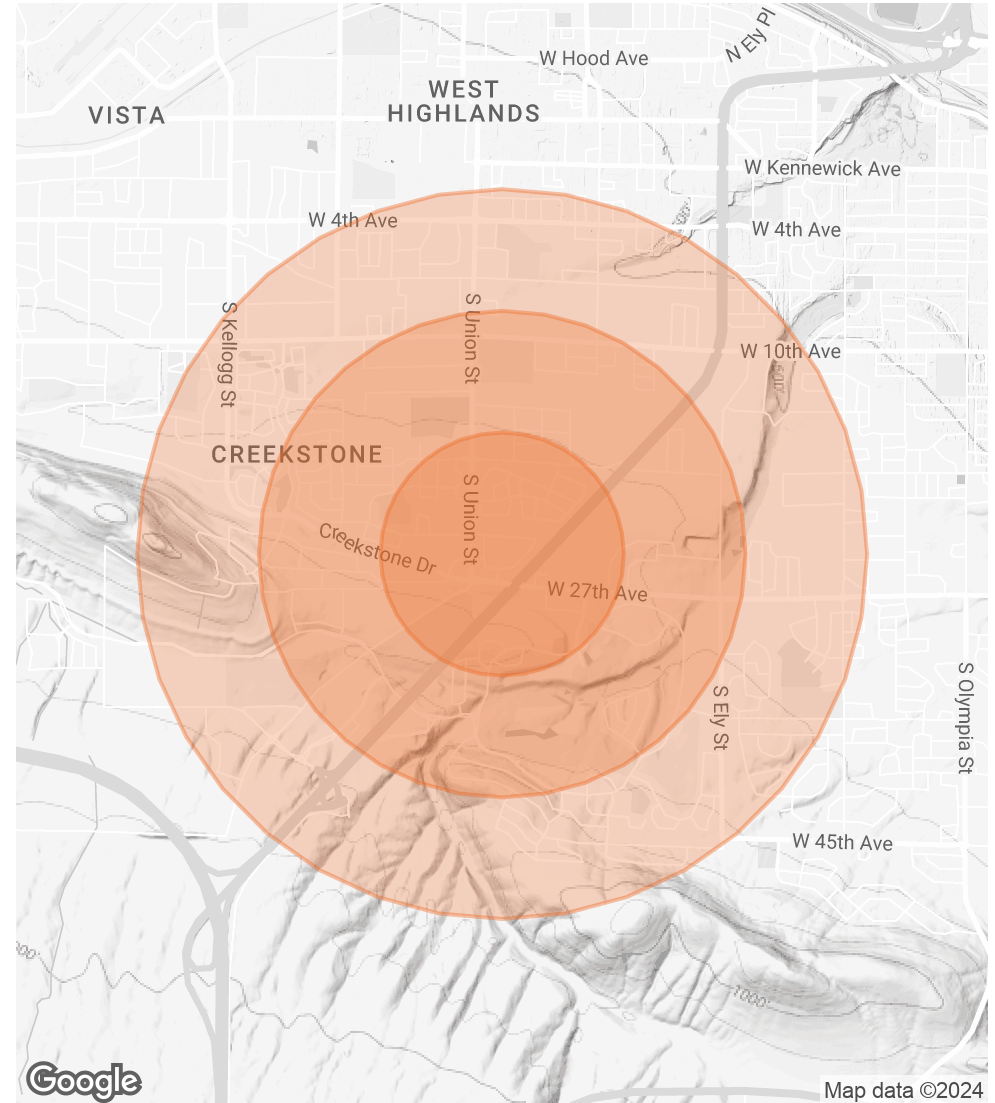 N Ely Pl
W Hood Ave
WEST
HIGHLANDS
VISTA
W Kennewick Ave
W 4th Ave
W 4th Ave
S Kellogg St
S Union St
W 10th Ave
CREEKSTONE
S Union St
Creekstone Dr
W 27th Ave
S Ely St
S Olympia St
W 45th Ave
1000'
Google
Map data ©2024